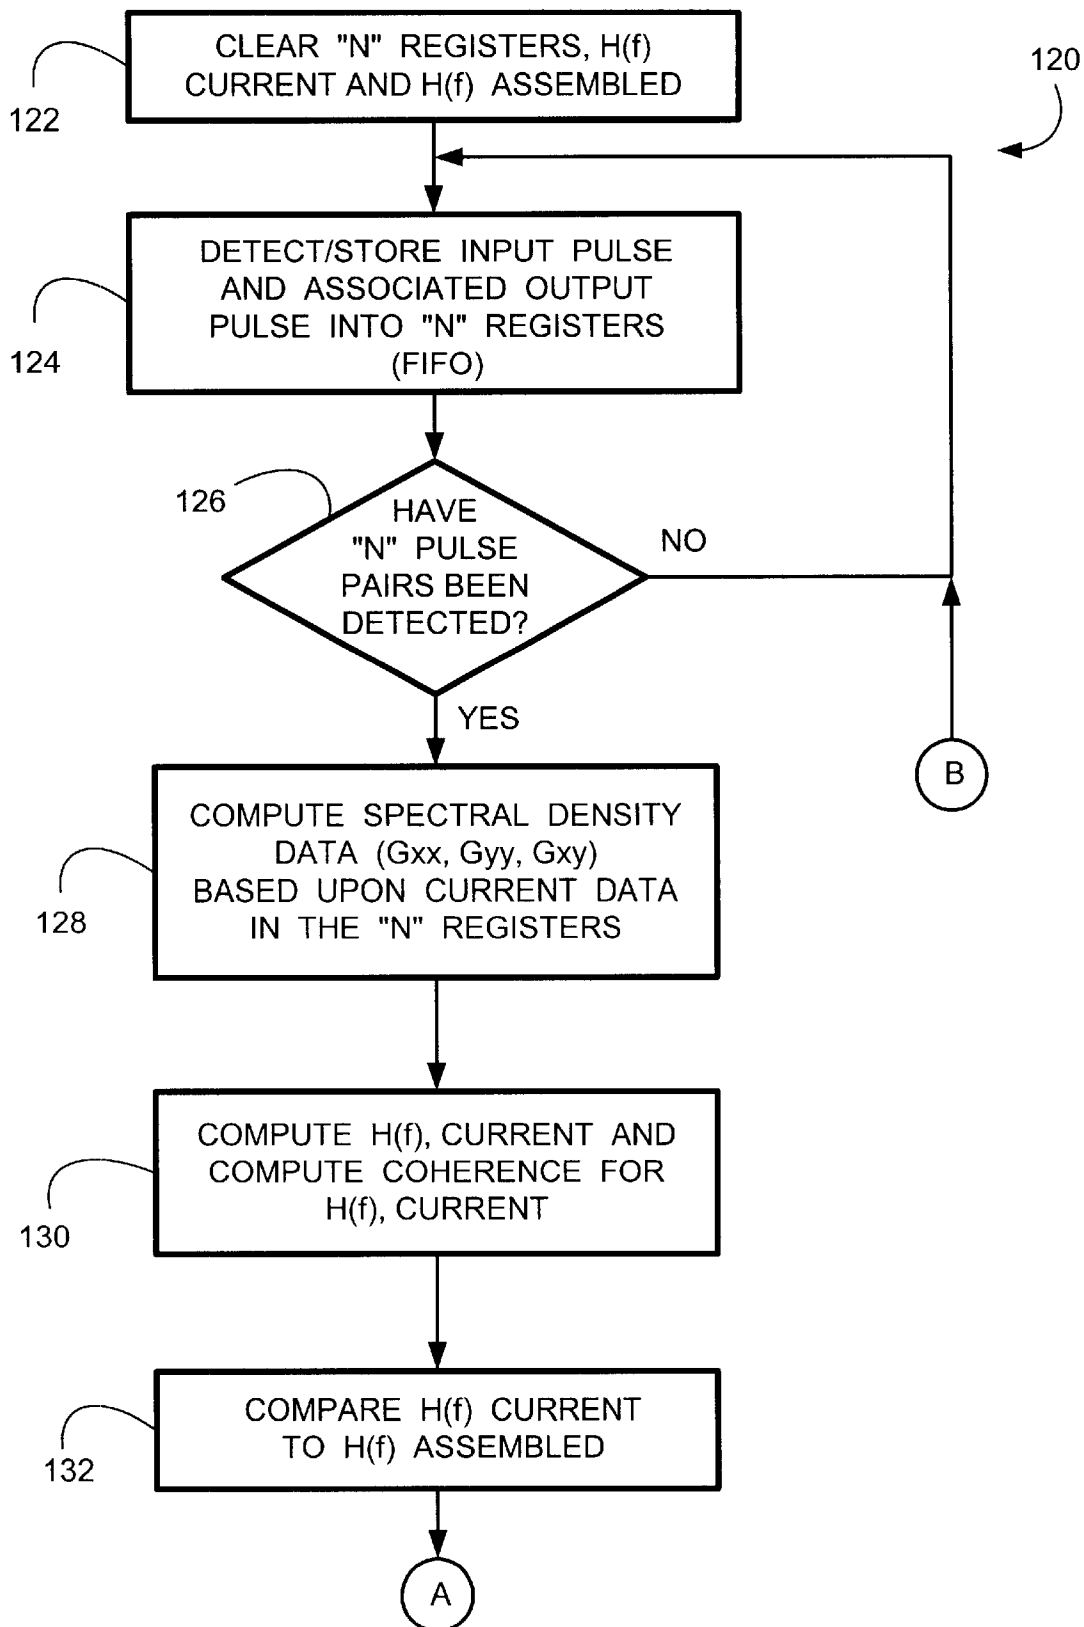 CLEAR "N" REGISTERS, H(f)
CURRENT AND H(f) ASSEMBLED
120
122
DETECT/STORE INPUT PULSE
AND ASSOCIATED OUTPUT
PULSE INTO "N" REGISTERS
(FIFO)
124
126
HAVE
"N" PULSE
PAIRS BEEN
DETECTED?
NO
YES
B
COMPUTE SPECTRAL DENSITY
DATA (Gxx, Gyy, Gxy)
BASED UPON CURRENT DATA
IN THE "N" REGISTERS
128
COMPUTE H(f), CURRENT AND
COMPUTE COHERENCE FOR
H(f), CURRENT
130
COMPARE H(f) CURRENT
TO H(f) ASSEMBLED
132
A